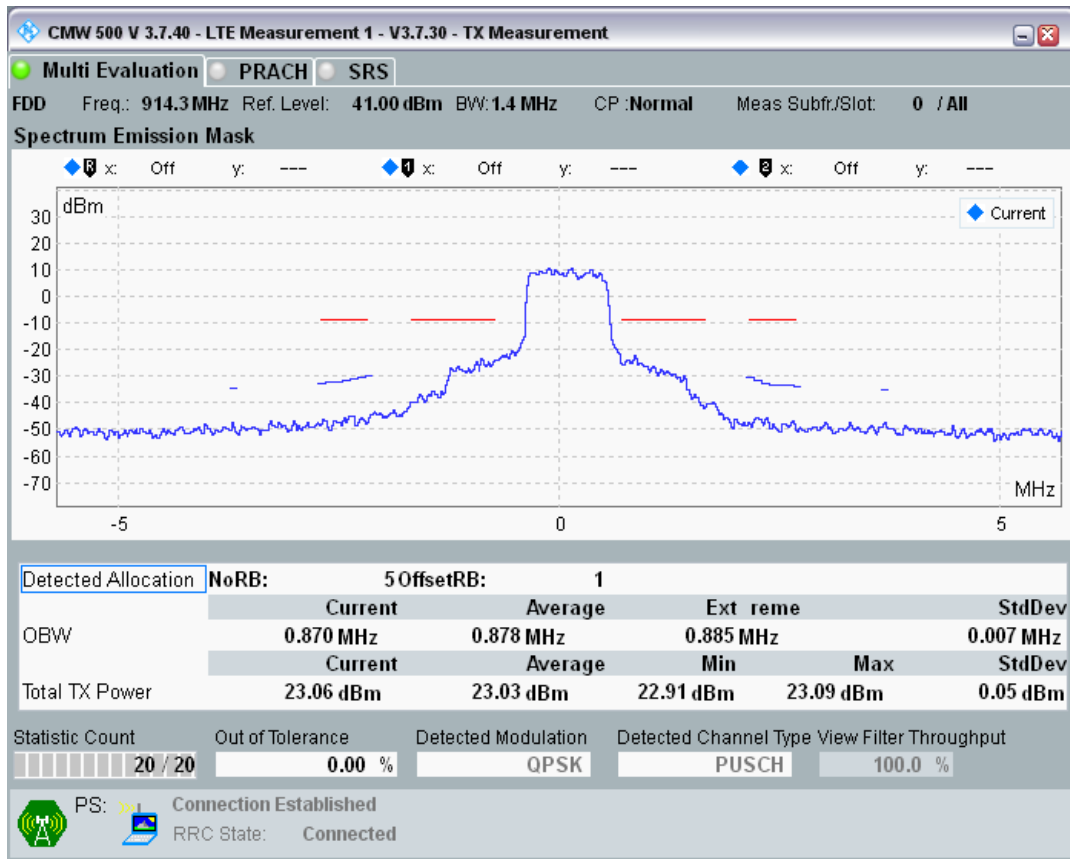 CMW 500 V 3.7.40 - LTE Measurement 1 - V3.7.30 - TX Measurement
Multi Evaluation PRACH SRS
FDD Freq.: 914.3 MHz Ref. Level: 41.00 dBm BW: 1.4 MHz CP :Normal Meas Subfr./Slot: 0 / All
Spectrum Emission Mask
R x: Off y: --- 1 x: Off y: --- 2 x: Off y: ---
dBm
Current
30
20
10
0
-10
-20
-30
-40
-50
-60
-70
MHz
-5 0 5
Detected Allocation NoRB: 5 OffsetRB: 1
Current Average Ext reme StdDev
OBW 0.870 MHz 0.878 MHz 0.885 MHz 0.007 MHz
Current Average Min Max StdDev
Total TX Power 23.06 dBm 23.03 dBm 22.91 dBm 23.09 dBm 0.05 dBm
Statistic Count Out of Tolerance Detected Modulation Detected Channel Type View Filter Throughput
20 / 20 0.00 % QPSK PUSCH 100.0 %
PS: Connection Established
RRC State: Connected